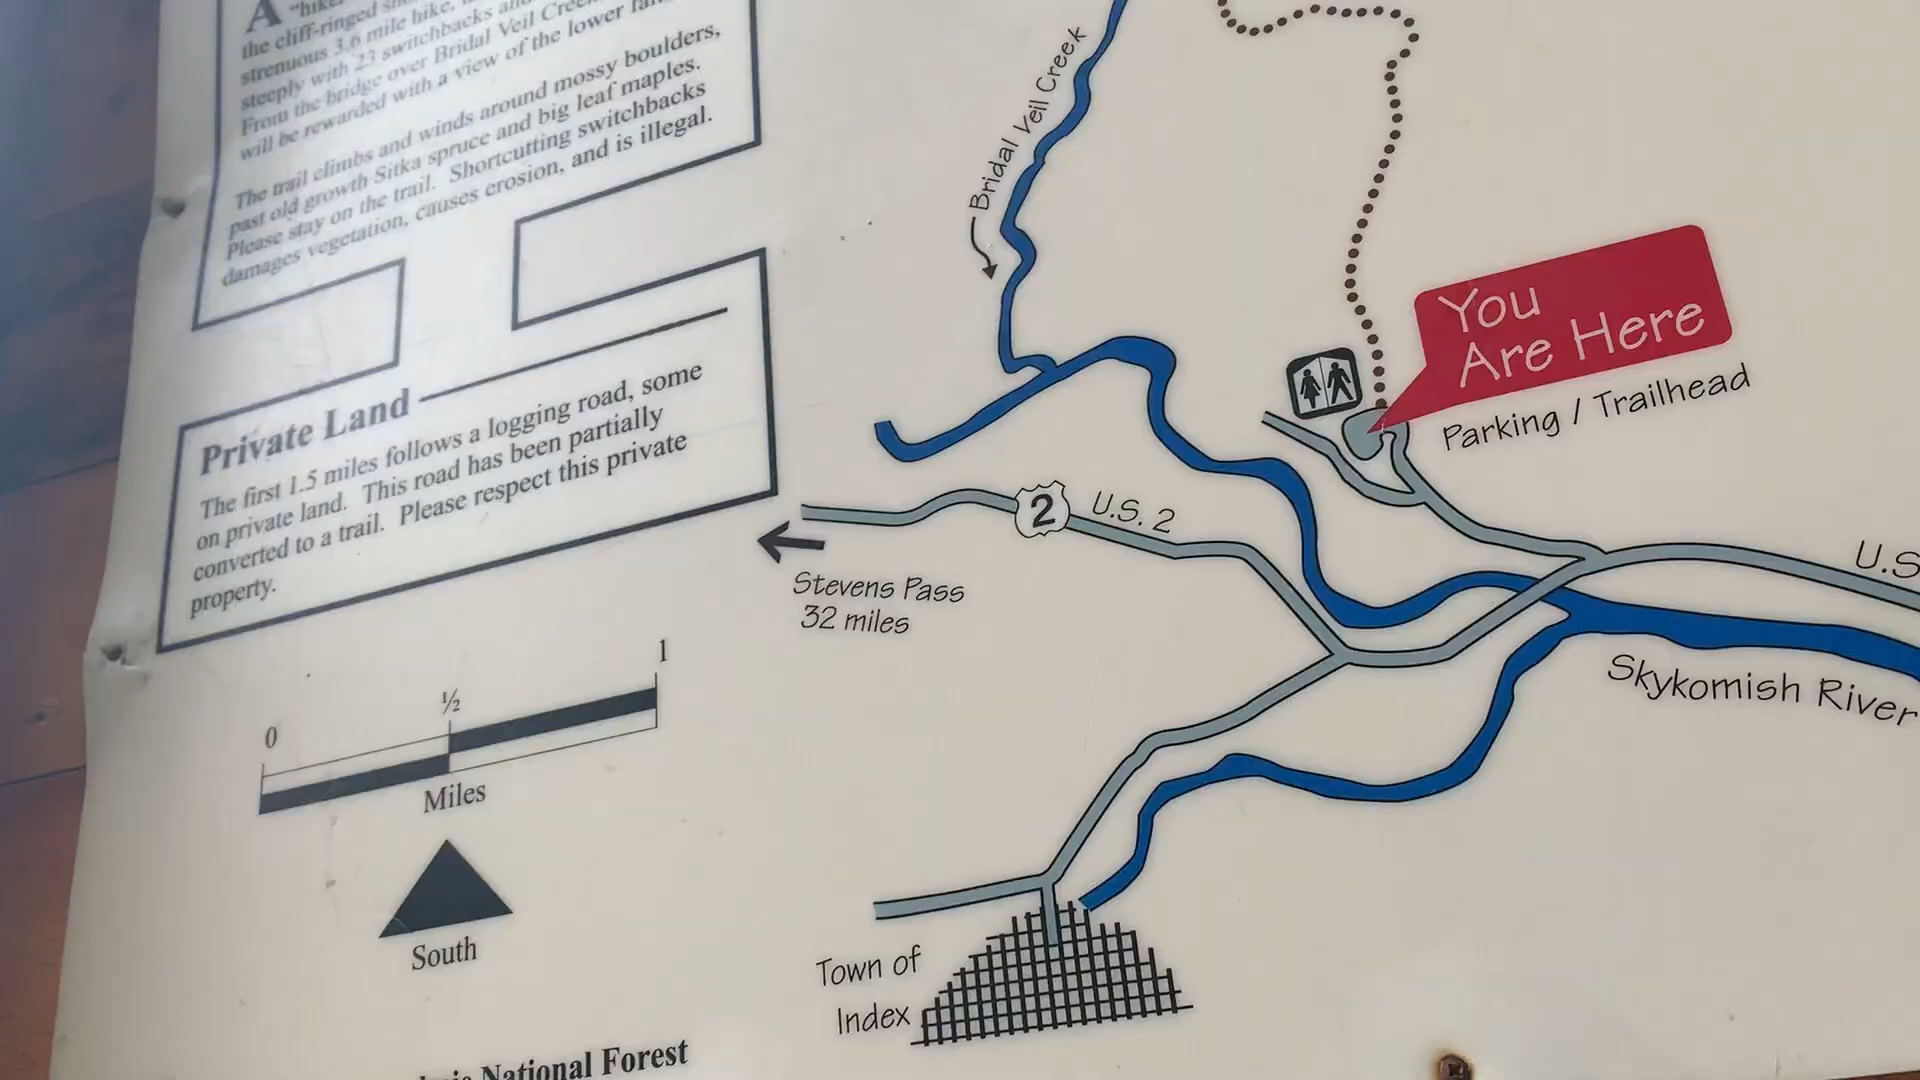 A "hike
the cliff-ringed
strenuous 3.6 mile hike,
steeply with 23 switchbacks and
From the bridge over Bridal Veil Creek
will be rewarded with a view of the lower
The trail climbs and winds around mossy boulders,
past old growth Sitka spruce and big leaf maples.
Please stay on the trail. Shortcutting switchbacks
damages vegetation, causes erosion, and is illegal.
Private Land
The first 1.5 miles follows a logging road, some
on private land. This road has been partially
converted to a trail. Please respect this private
property.
0 ½ 1
Miles
South
National Forest
Bridal Veil Creek
You
Are Here
Parking / Trailhead
2
U.S. 2
U.S
Stevens Pass
32 miles
Skykomish River
Town of
Index